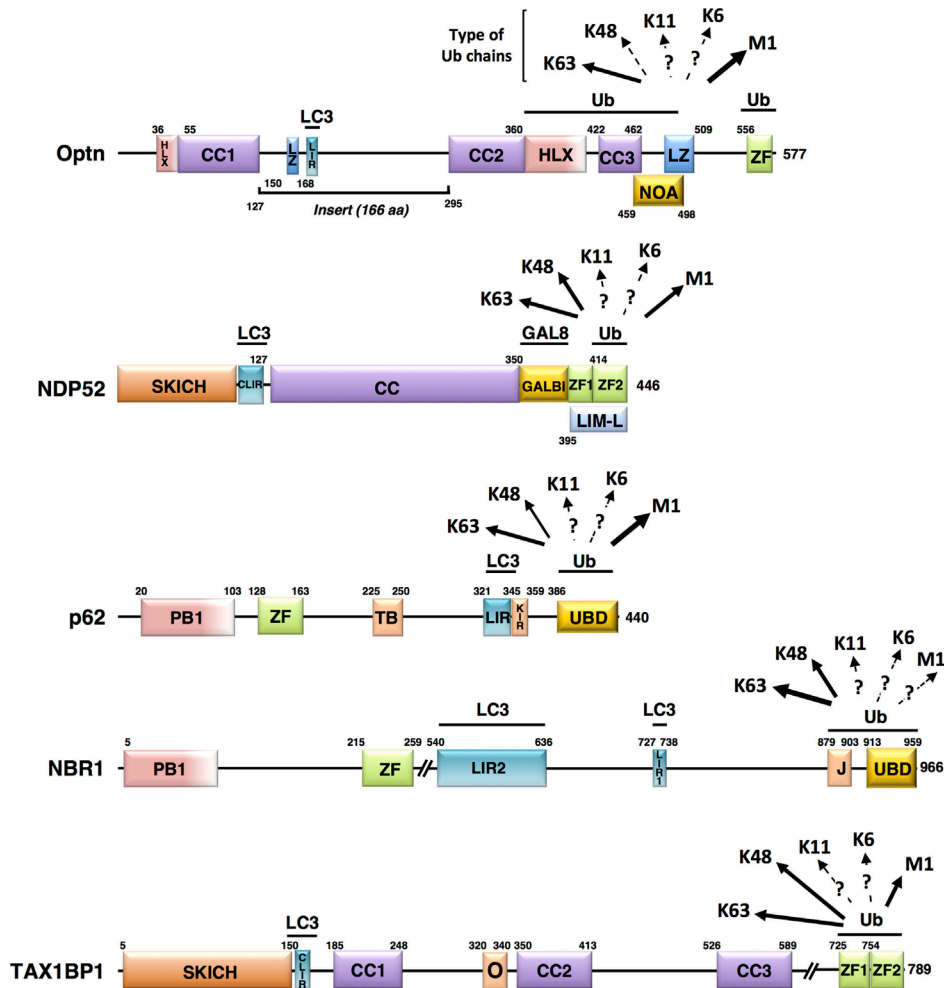 Type of
Ub chains
K63 K48 K11 K6 M1
? ?
LC3 Ub Ub
36 55 360 422 462 509 556
Optn HLX CC1 LZ LIR CC2 HLX CC3 LZ ZF 577
150 168 NOA
127 Insert (166 aa) 295 459 498
K63 K48 K11 K6 M1
? ?
LC3 GAL8 Ub
127 350 414
NDP52 SKICH CLIR CC GALBI ZF1 ZF2 446
LIM-L
395
K63 K48 K11 K6 M1
? ?
LC3 Ub
20 103 128 163 225 250 321 345 359 386
p62 PB1 ZF TB LIR KIR UBD 440
K63 K48 K11 K6 M1
? ? ?
LC3 LC3 Ub
5 215 259 540 636 727 738 879 903 913 959
NBR1 PB1 ZF LIR2 LIR1 J UBD 966
K63 K48 K11 K6 M1
? ?
LC3 Ub
5 150 185 248 320 340 350 413 526 589 725 754
TAX1BP1 SKICH CLIR CC1 O CC2 CC3 ZF1 ZF2 789